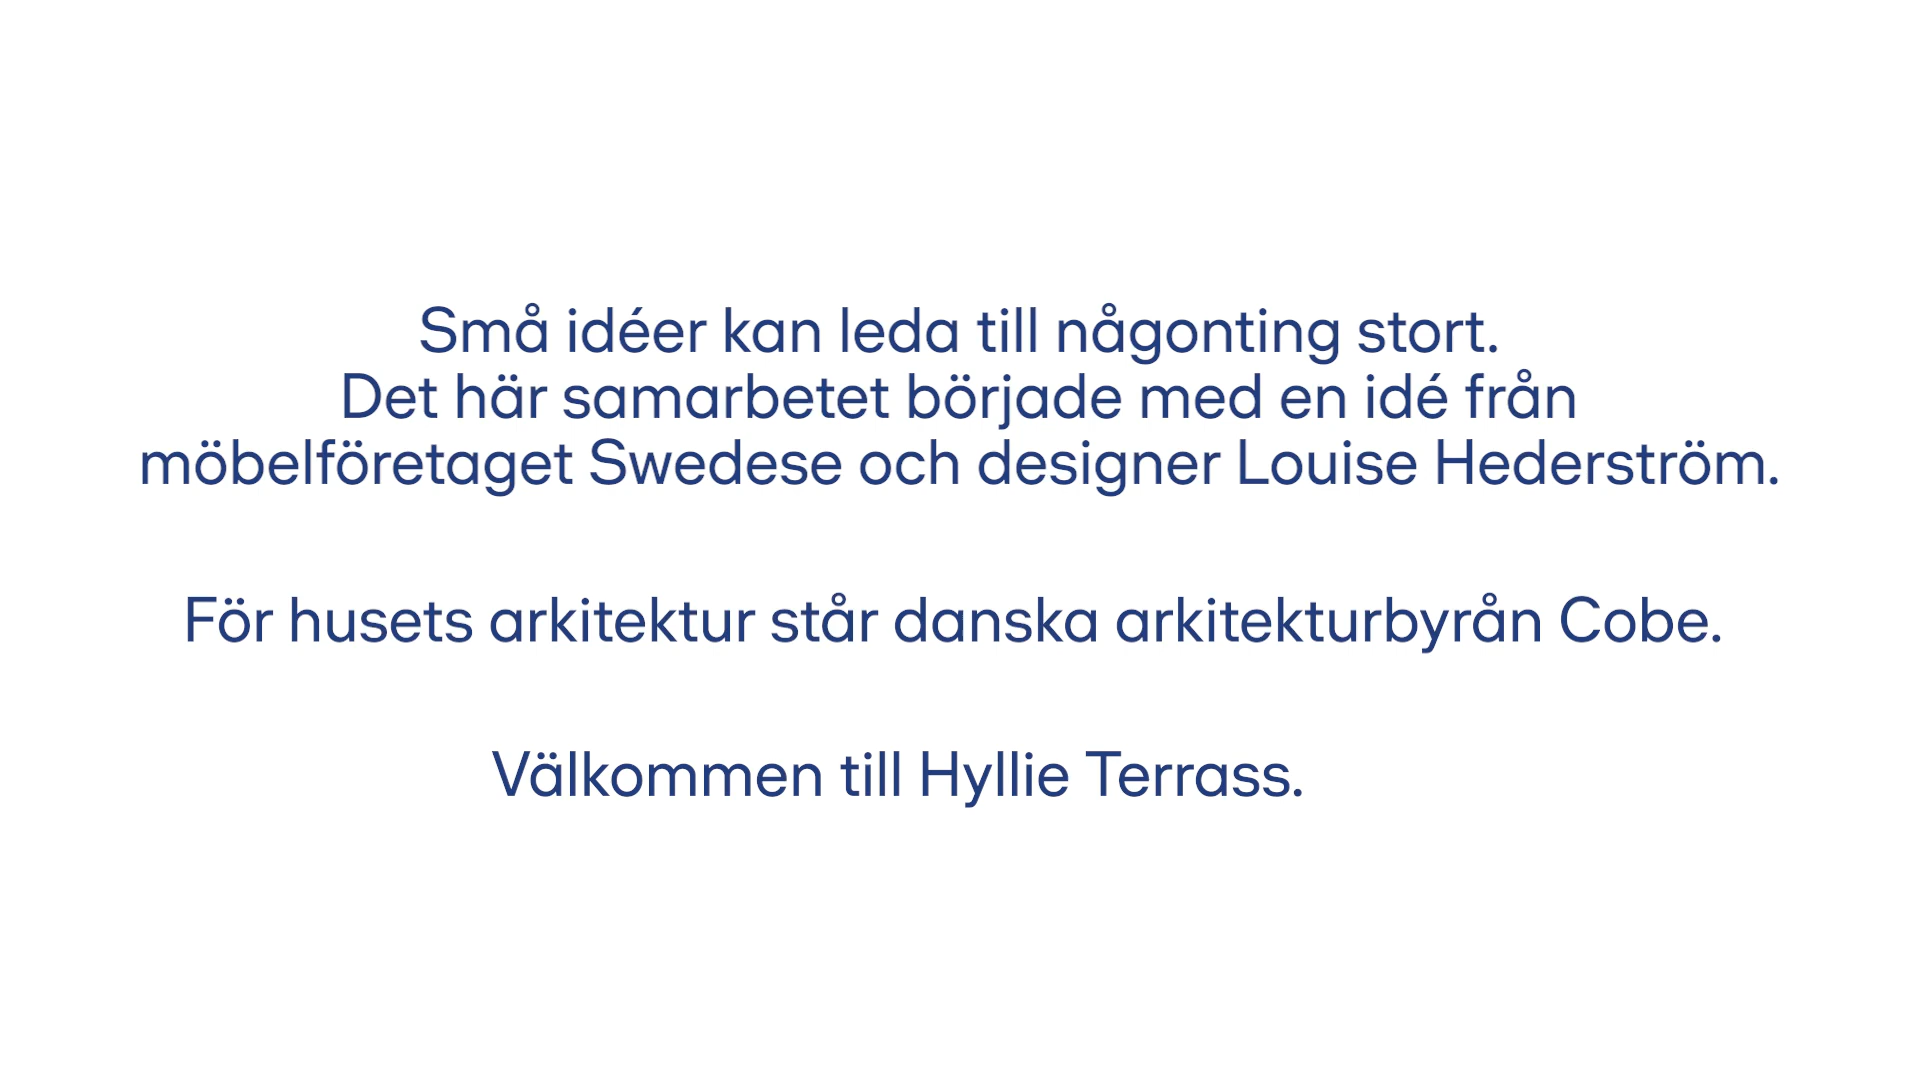 Små idéer kan leda till någonting stort.
Det här samarbetet började med en idé från
möbelföretaget Swedese och designer Louise Hederström.
För husets arkitektur står danska arkitekturbyrån Cobe.
Välkommen till Hyllie Terrass.